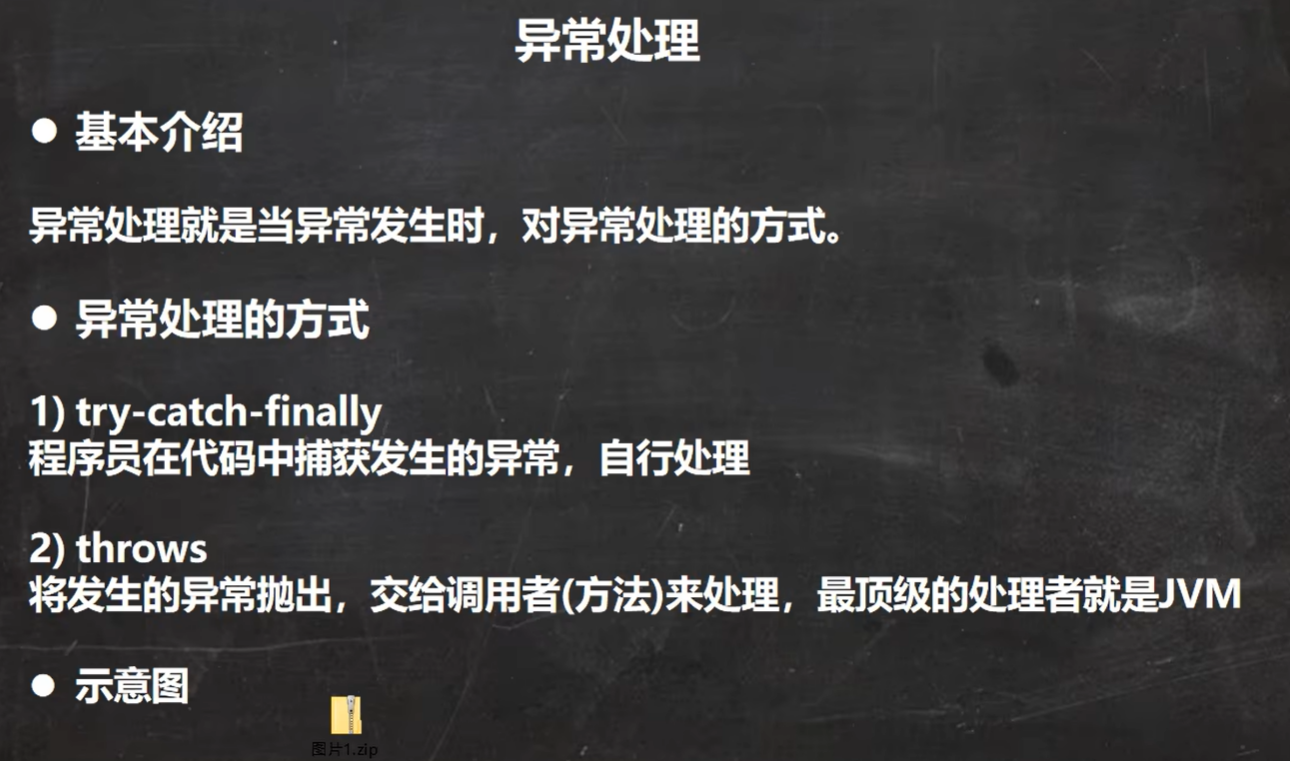 异常处理
● 基本介绍
异常处理就是当异常发生时，对异常处理的方式。
● 异常处理的方式
1) try-catch-finally
程序员在代码中捕获发生的异常，自行处理
2) throws
将发生的异常抛出，交给调用者(方法)来处理，最顶级的处理者就是JVM
● 示意图
图片1.zip